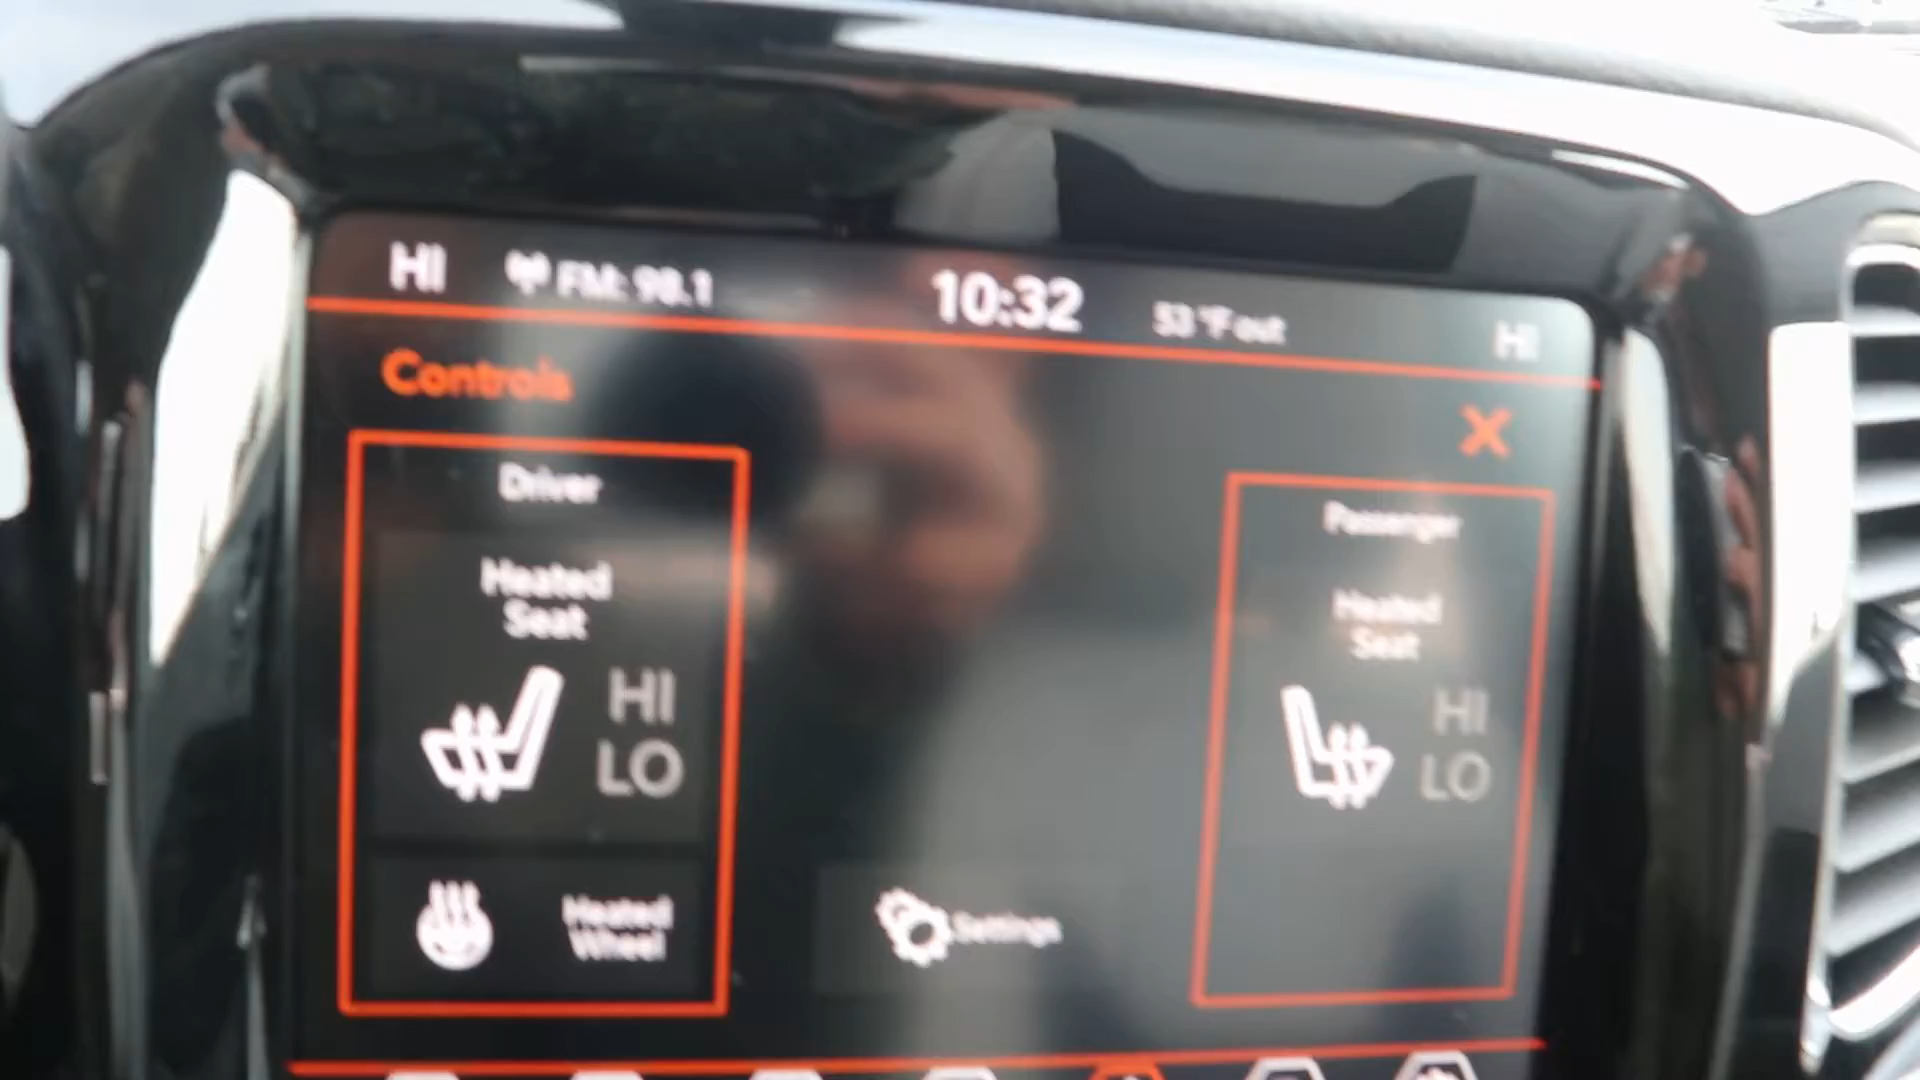 HI FM: 98.1 10:32 53 °F out HI
Controls
X
Driver
Passenger
Heated
Seat
HI
LO
Heated
Seat
HI
LO
Heated
Wheel
Settings